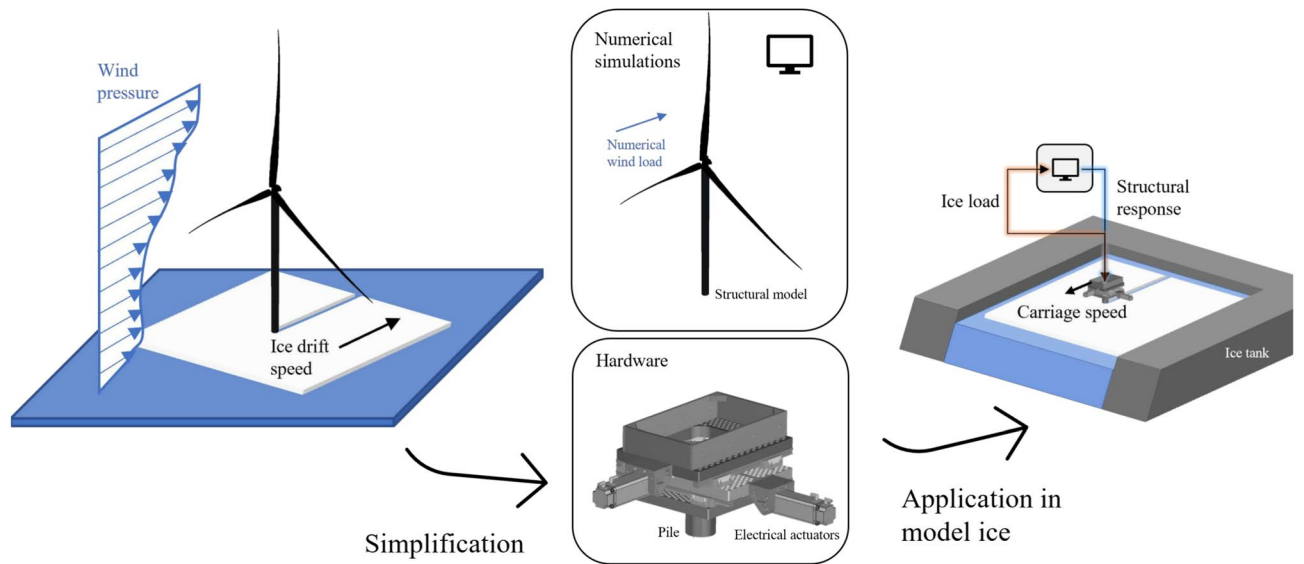 Wind
pressure
Ice drift
speed
Simplification
Numerical
simulations
Numerical
wind load
Structural model
Hardware
Pile
Electrical actuators
Application in
model ice
Ice load
Structural
response
Carriage speed
Ice tank